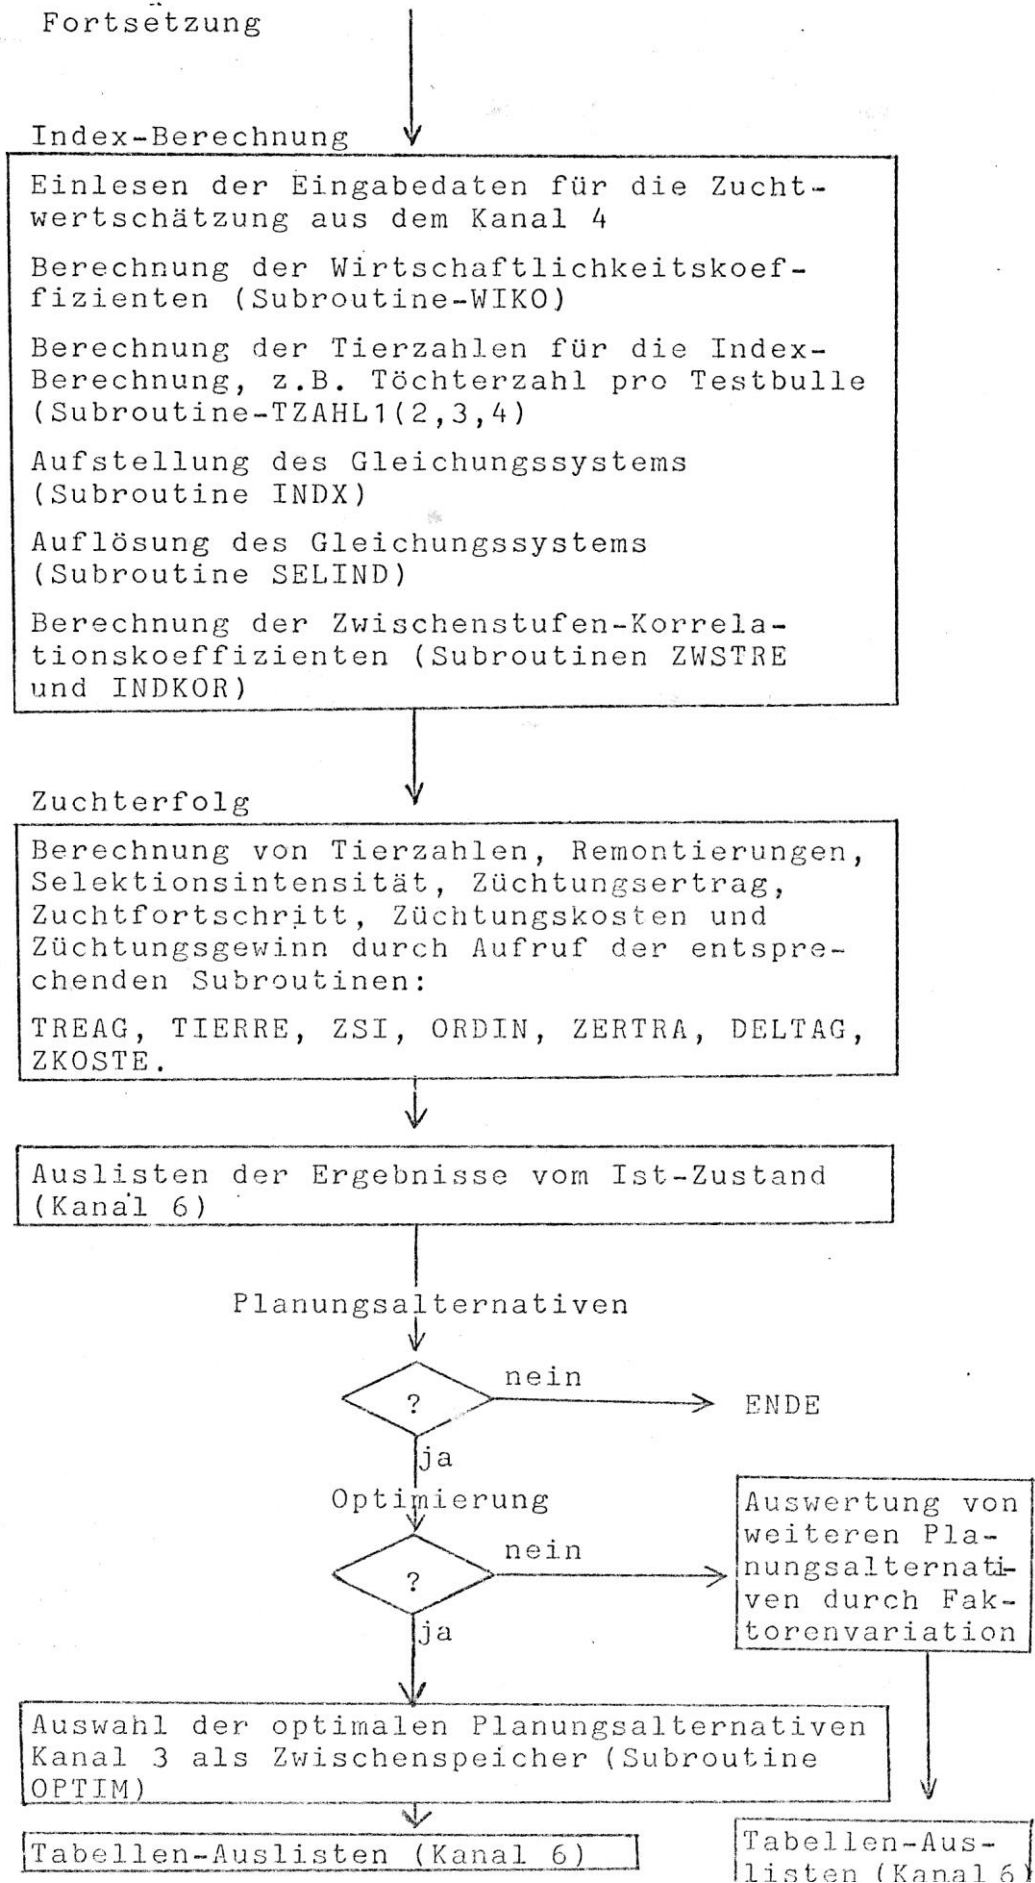 Fortsetzung
Index-Berechnung
Einlesen der Eingabedaten für die Zucht-
wertschätzung aus dem Kanal 4
Berechnung der Wirtschaftlichkeitskoef-
fizienten (Subroutine-WIKO)
Berechnung der Tierzahlen für die Index-
Berechnung, z.B. Töchterzahl pro Testbulle
(Subroutine-TZAHL1(2,3,4)
Aufstellung des Gleichungssystems
(Subroutine INDX)
Auflösung des Gleichungssystems
(Subroutine SELIND)
Berechnung der Zwischenstufen-Korrela-
tionskoeffizienten (Subroutinen ZWSTRE
und INDKOR)
Zuchterfolg
Berechnung von Tierzahlen, Remontierungen,
Selektionsintensität, Züchtungsertrag,
Zuchtfortschritt, Züchtungskosten und
Züchtungsgewinn durch Aufruf der entspre-
chenden Subroutinen:
TREAG, TIERRE, ZSI, ORDIN, ZERTRA, DELTAG,
ZKOSTE.
Auslisten der Ergebnisse vom Ist-Zustand
(Kanal 6)
Planungsalternativen
nein
?
ENDE
ja
Optimierung
nein
?
ja
Auswertung von
weiteren Pla-
nungsalternati-
ven durch Fak-
torenvariation
Auswahl der optimalen Planungsalternativen
Kanal 3 als Zwischenspeicher (Subroutine
OPTIM)
Tabellen-Auslisten (Kanal 6)
Tabellen-Aus-
listen (Kanal 6)